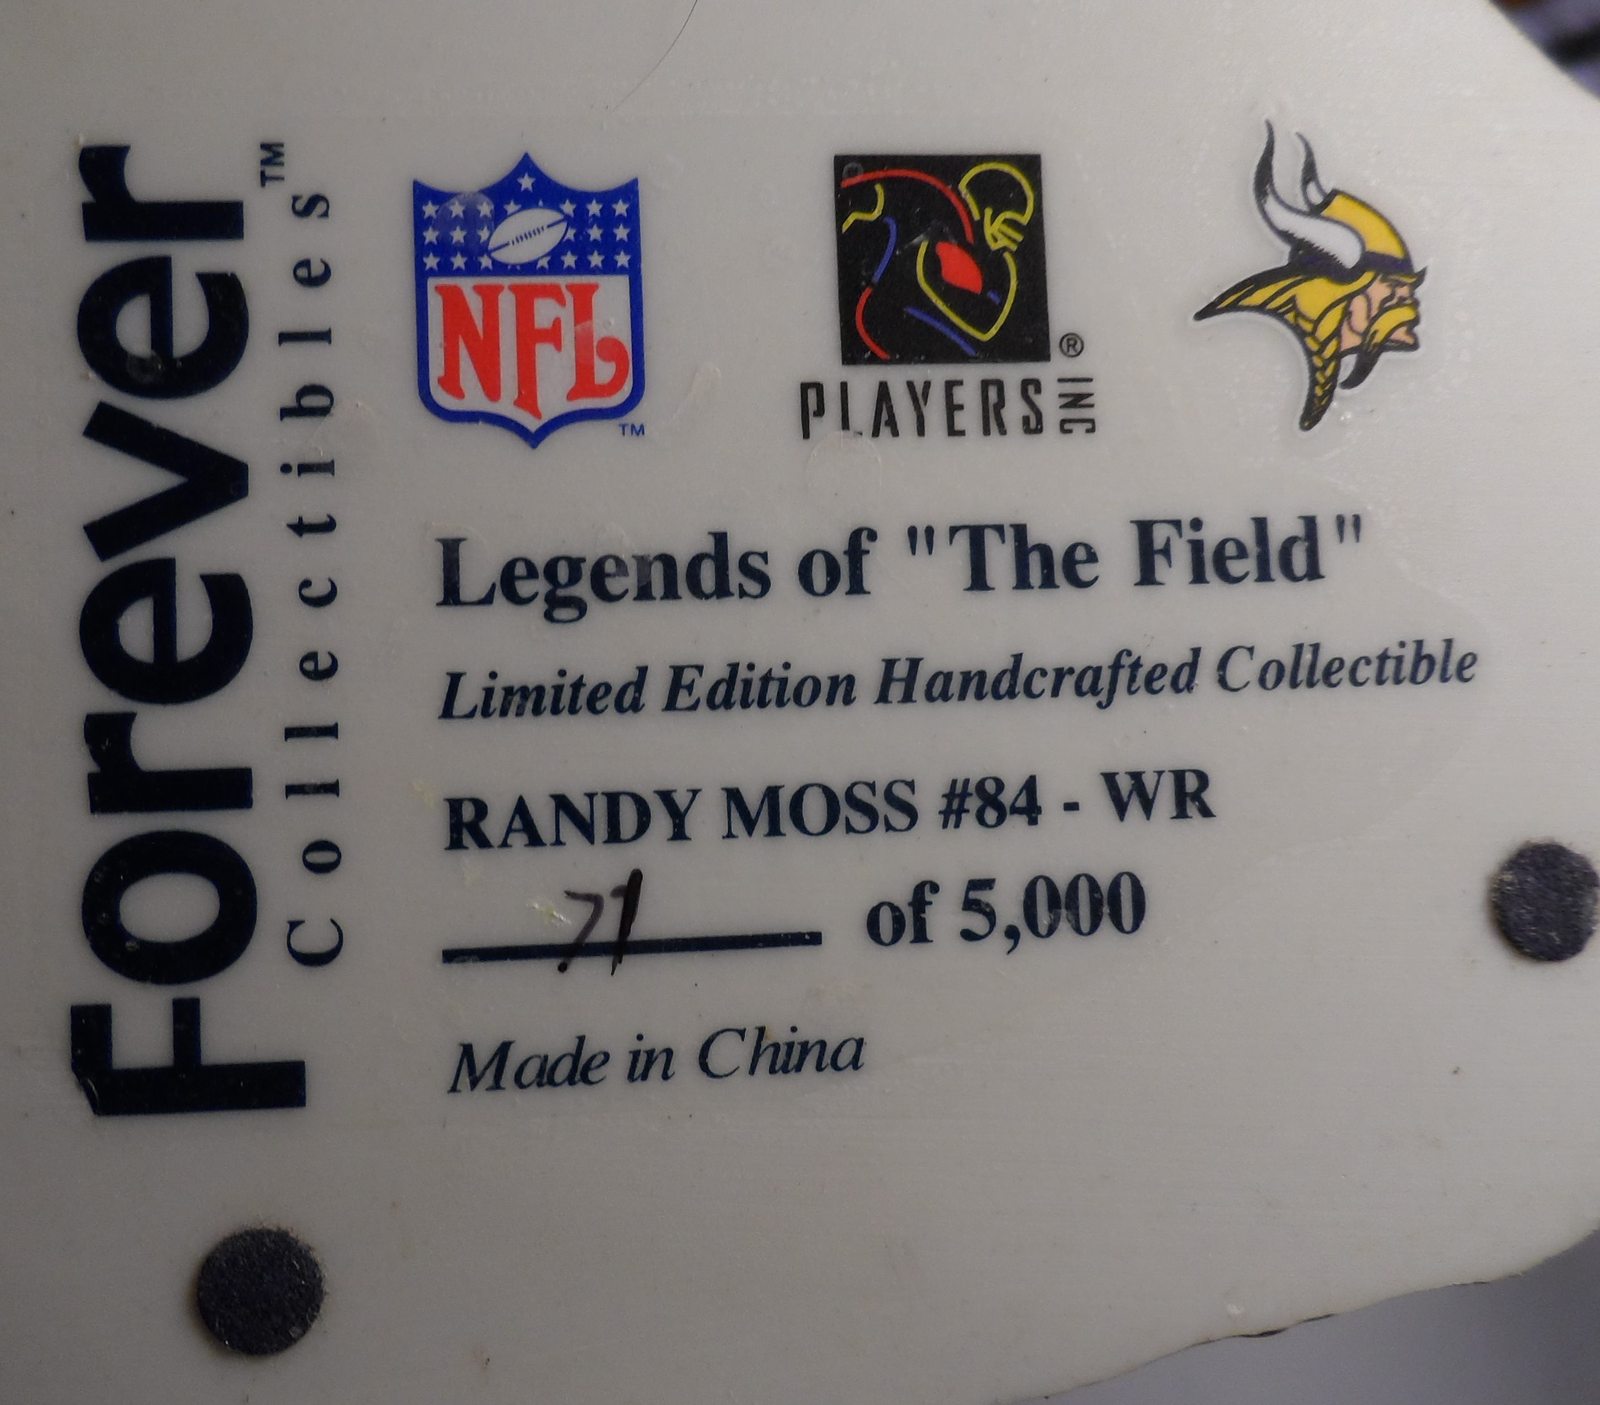 Forever™
Collectibles
NFL
TM
PLAYERS INC ®
Legends of "The Field"
Limited Edition Handcrafted Collectible
RANDY MOSS #84 - WR
71 of 5,000
Made in China